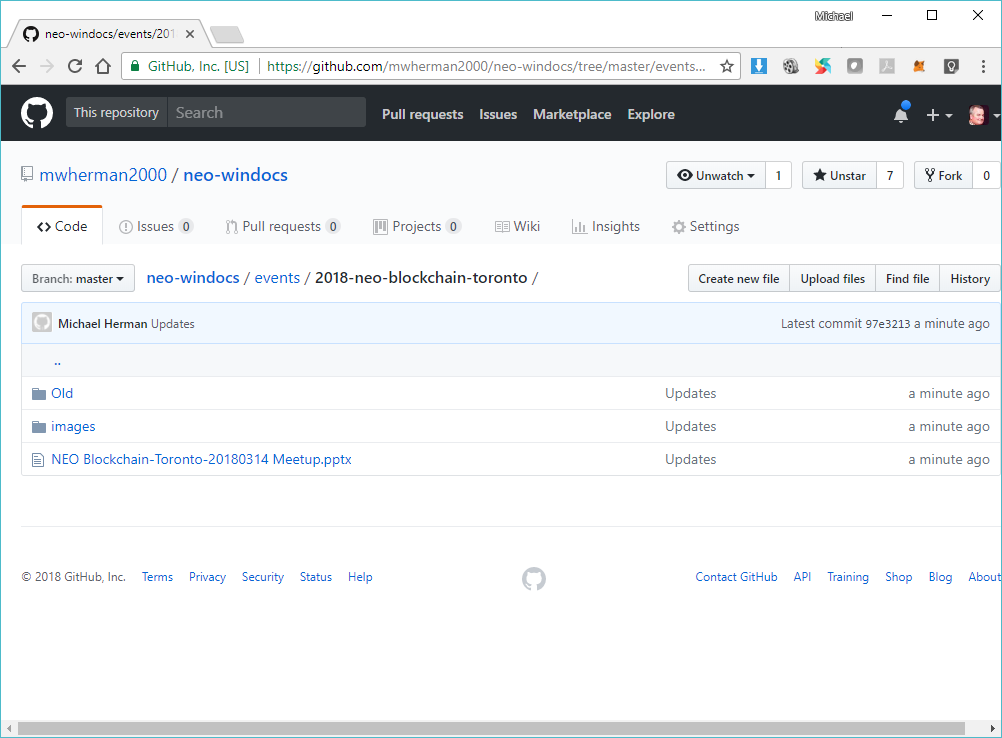 Michael
neo-windocs/events/201
GitHub, Inc. [US] https://github.com/mwherman2000/neo-windocs/tree/master/events...
This repository Search Pull requests Issues Marketplace Explore
mwherman2000 / neo-windocs Unwatch 1 Unstar 7 Fork 0
Code Issues 0 Pull requests 0 Projects 0 Wiki Insights Settings
Branch: master neo-windocs / events / 2018-neo-blockchain-toronto / Create new file Upload files Find file History
Michael Herman Updates Latest commit 97e3213 a minute ago
..
Old Updates a minute ago
images Updates a minute ago
NEO Blockchain-Toronto-20180314 Meetup.pptx Updates a minute ago
© 2018 GitHub, Inc. Terms Privacy Security Status Help Contact GitHub API Training Shop Blog About